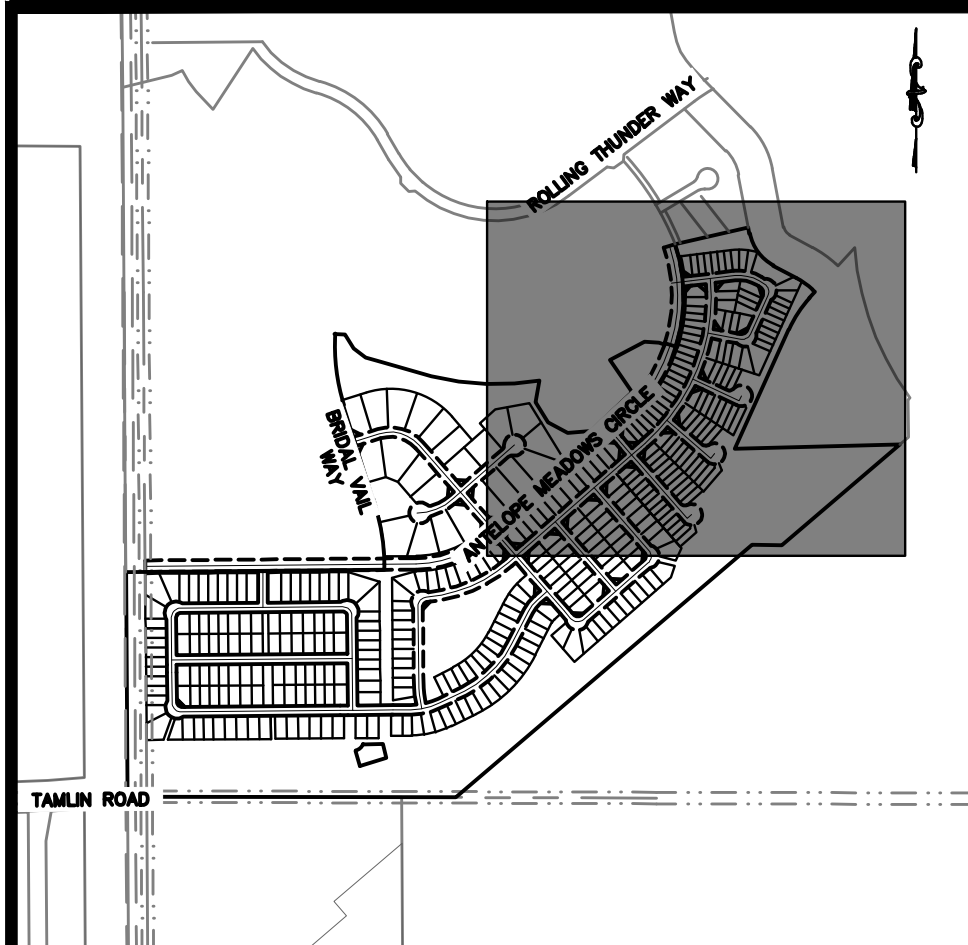 ROLLING THUNDER WAY
BRIDAL VAIL
WAY
ANTELOPE MEADOWS CIRCLE
TAMLIN ROAD